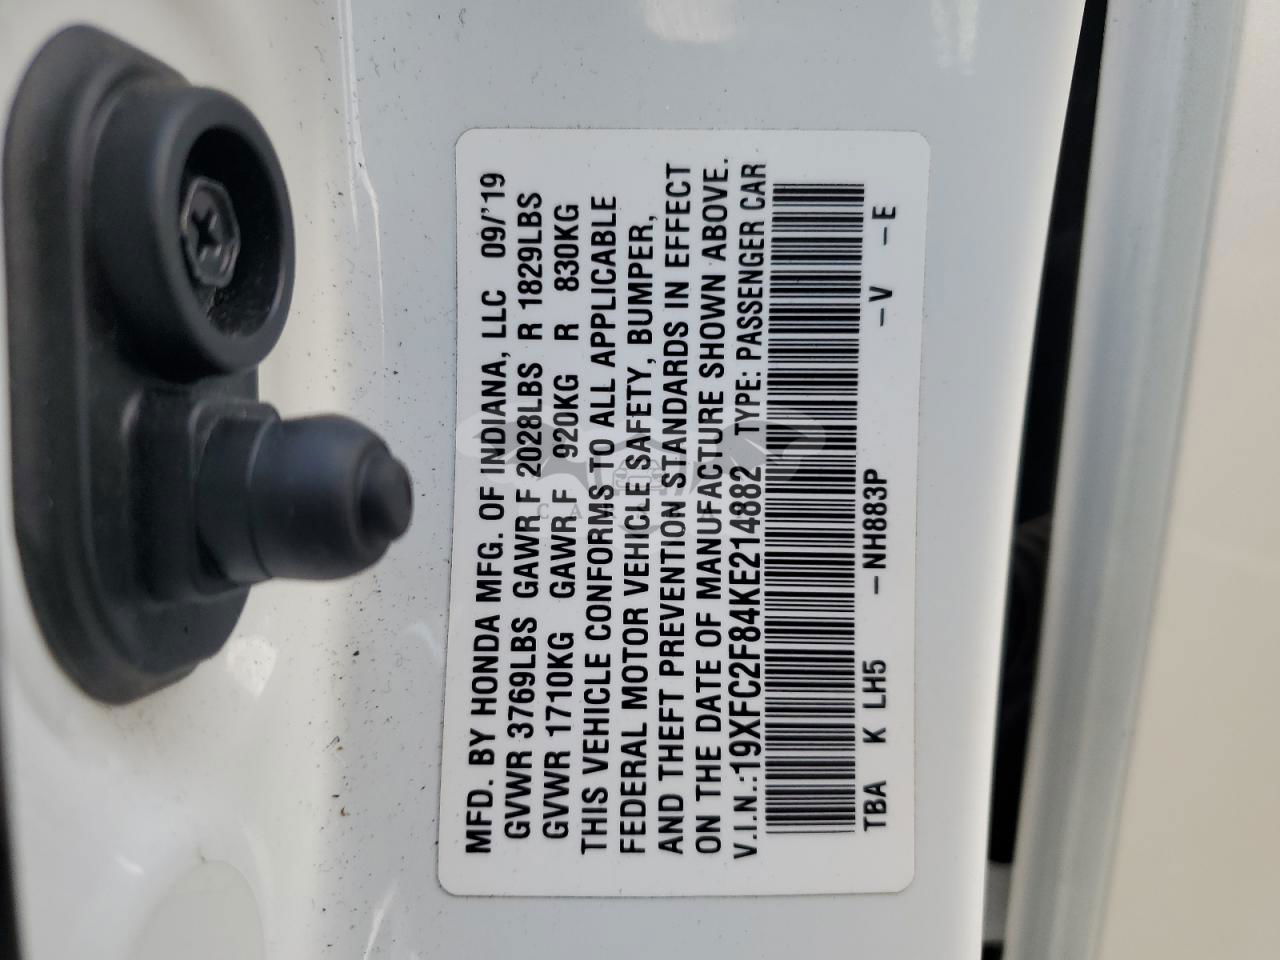 MFD. BY HONDA MFG. OF INDIANA, LLC 09/'19
GVWR 3769LBS GAWR F 2028LBS R 1829LBS
GVWR 1710KG GAWR F 920KG R 830KG
THIS VEHICLE CONFORMS TO ALL APPLICABLE
FEDERAL MOTOR VEHICLE SAFETY, BUMPER,
AND THEFT PREVENTION STANDARDS IN EFFECT
ON THE DATE OF MANUFACTURE SHOWN ABOVE.
V.I.N.:19XFC2F84KE214882 TYPE: PASSENGER CAR
TBA K LH5 -NH883P -V -E